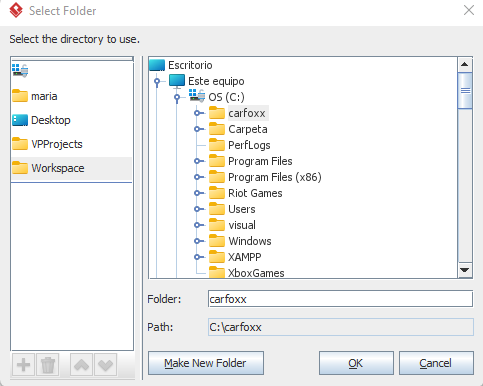 Select Folder
Select the directory to use.
maria
Desktop
VPProjects
Workspace
Escritorio
Este equipo
OS (C:)
carfoxx
Carpeta
PerfLogs
Program Files
Program Files (x86)
Riot Games
Users
visual
Windows
XAMPP
XboxGames
Folder:
carfoxx
Path:
C:\carfoxx
Make New Folder
OK
Cancel